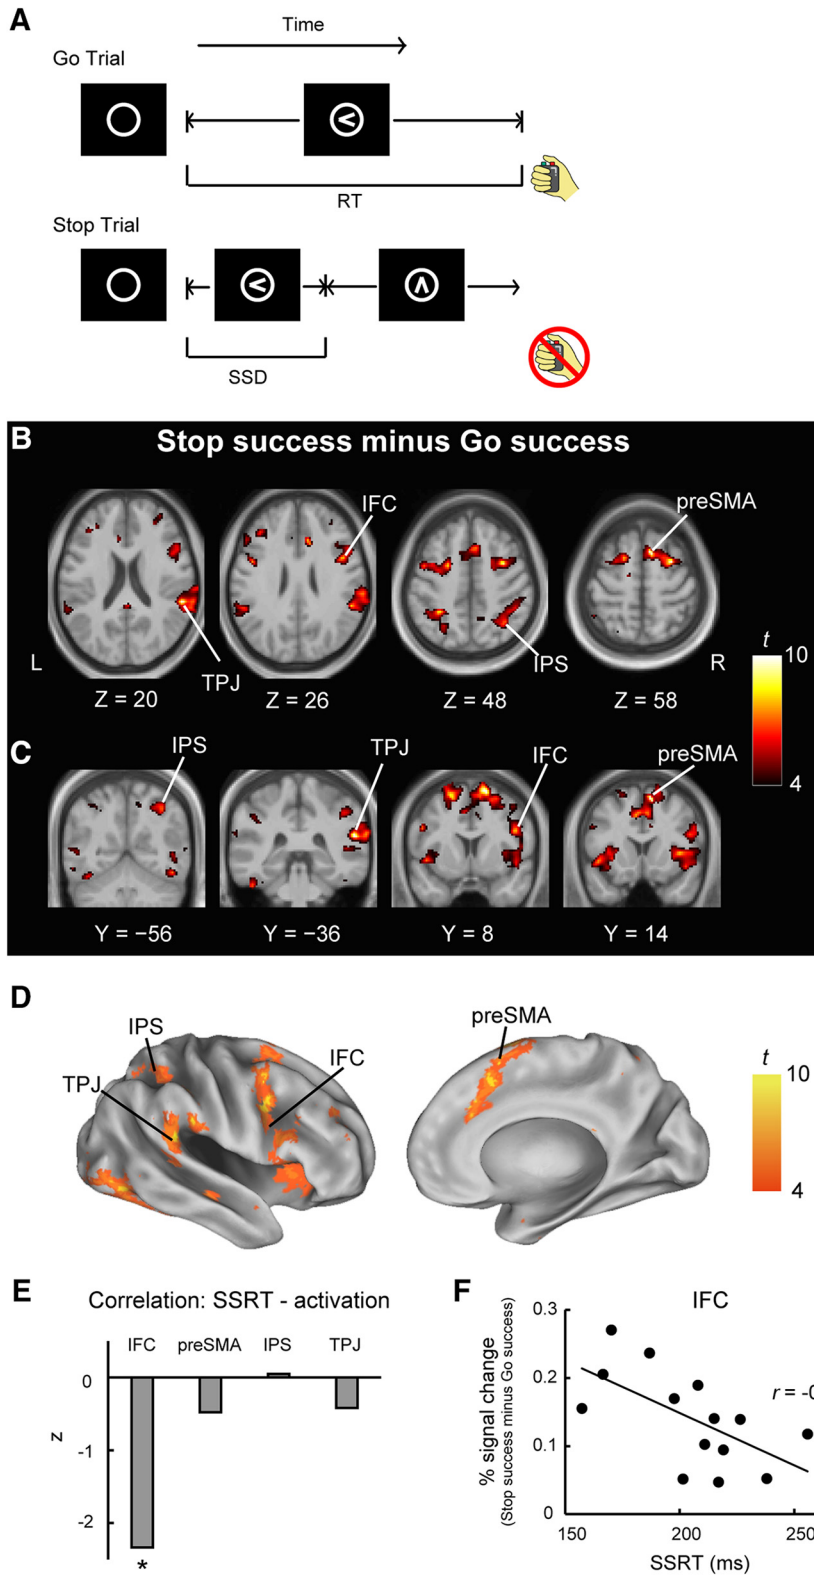 A
Time
Go Trial
RT
Stop Trial
SSD
B
Stop success minus Go success
IFC
preSMA
L
TPJ
IPS
R
Z = 20
Z = 26
Z = 48
Z = 58
t
10
4
C
IPS
TPJ
IFC
preSMA
Y = −56
Y = −36
Y = 8
Y = 14
D
IPS
TPJ
IFC
preSMA
t
10
4
E
Correlation: SSRT - activation
IFC
preSMA
IPS
TPJ
0
-1
-2
z
*
F
IFC
% signal change
(Stop success minus Go success)
0.3
0.2
0.1
0
r = -0
150
200
250
SSRT (ms)